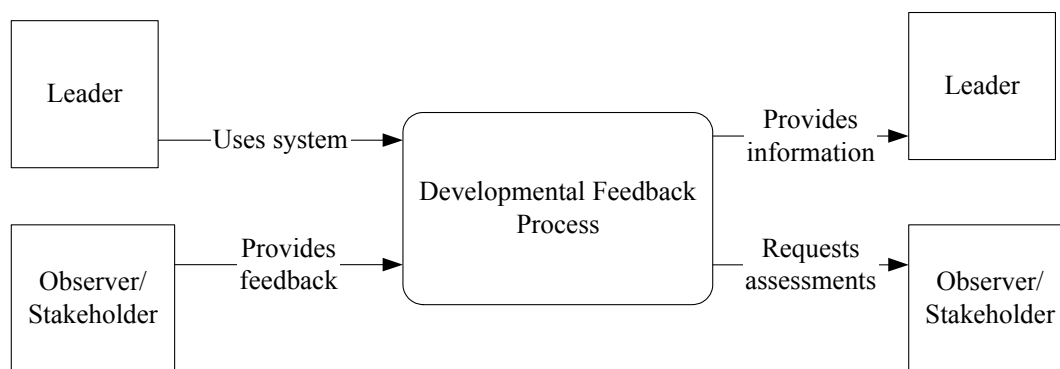 Leader
Uses system
Observer/
Stakeholder
Provides
feedback
Developmental Feedback
Process
Provides
information
Leader
Requests
assessments
Observer/
Stakeholder